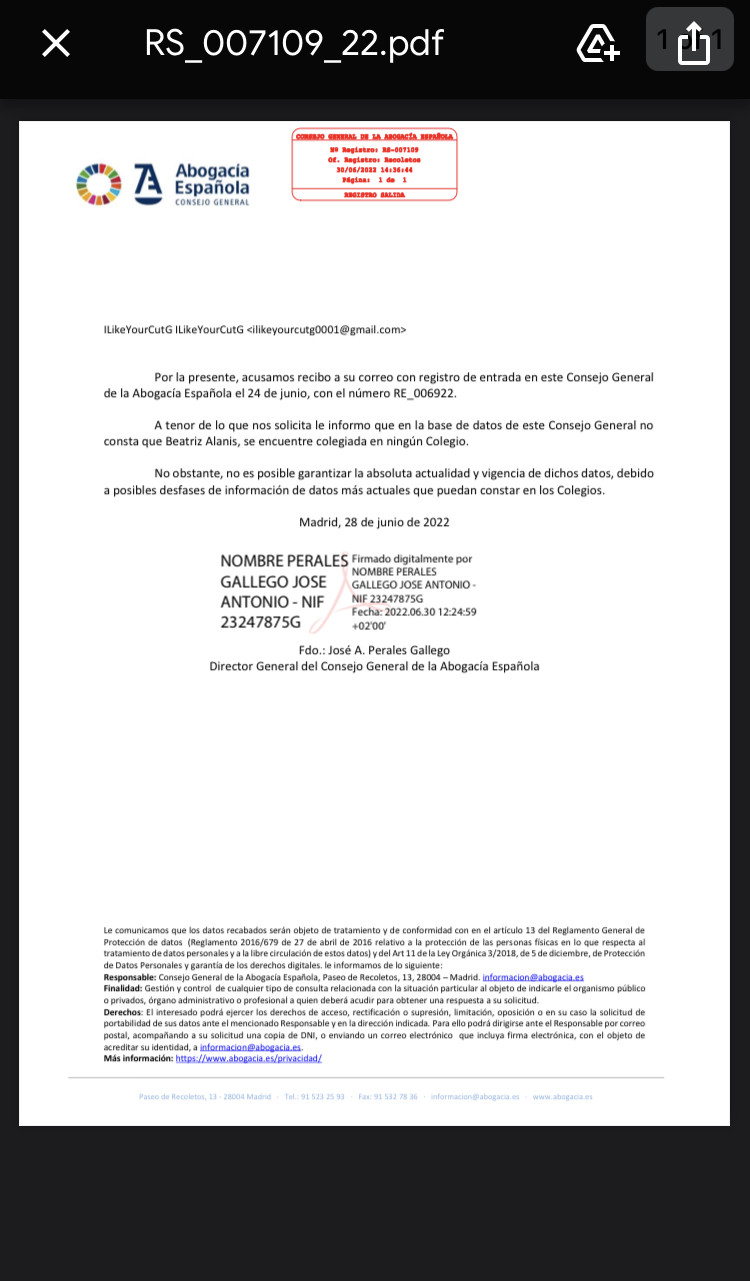 RS_007109_22.pdf
1 of 1
CONSEJO GENERAL DE LA ABOGACÍA ESPAÑOLA
Nº Registro: RS-007109
Of. Registro: Recoletos
30/06/2022 14:36:44
Página: 1 de 1
REGISTRO SALIDA
Abogacía
Española
CONSEJO GENERAL
ILikeYourCutG ILikeYourCutG <ilikeyourcutg0001@gmail.com>
Por la presente, acusamos recibo a su correo con registro de entrada en este Consejo General
de la Abogacía Española el 24 de junio, con el número RE_006922.
A tenor de lo que nos solicita le informo que en la base de datos de este Consejo General no
consta que Beatriz Alanis, se encuentre colegiada en ningún Colegio.
No obstante, no es posible garantizar la absoluta actualidad y vigencia de dichos datos, debido
a posibles desfases de información de datos más actuales que puedan constar en los Colegios.
Madrid, 28 de junio de 2022
NOMBRE PERALES
GALLEGO JOSE
ANTONIO - NIF
23247875G
Firmado digitalmente por
NOMBRE PERALES
GALLEGO JOSE ANTONIO -
NIF 23247875G
Fecha: 2022.06.30 12:24:59
+02'00'
Fdo.: José A. Perales Gallego
Director General del Consejo General de la Abogacía Española
Le comunicamos que los datos recabados serán objeto de tratamiento y de conformidad con en el artículo 13 del Reglamento General de
Protección de datos (Reglamento 2016/679 de 27 de abril de 2016 relativo a la protección de las personas físicas en lo que respecta al
tratamiento de datos personales y a la libre circulación de estos datos) y del Art 11 de la Ley Orgánica 3/2018, de 5 de diciembre, de Protección
de Datos Personales y garantía de los derechos digitales. le informamos de lo siguiente:
Responsable: Consejo General de la Abogacía Española, Paseo de Recoletos, 13, 28004 – Madrid. informacion@abogacia.es
Finalidad: Gestión y control de cualquier tipo de consulta relacionada con la situación particular al objeto de indicarle el organismo público
o privados, órgano administrativo o profesional a quien deberá acudir para obtener una respuesta a su solicitud.
Derechos: El interesado podrá ejercer los derechos de acceso, rectificación o supresión, limitación, oposición o en su caso la solicitud de
portabilidad de sus datos ante el mencionado Responsable y en la dirección indicada. Para ello podrá dirigirse ante el Responsable por correo
postal, acompañando a su solicitud una copia de DNI, o enviando un correo electrónico que incluya firma electrónica, con el objeto de
acreditar su identidad, a informacion@abogacia.es.
Más información: https://www.abogacia.es/privacidad/
Paseo de Recoletos, 13 - 28004 Madrid · Tel.: 91 523 25 93 · Fax: 91 532 78 36 · informacion@abogacia.es · www.abogacia.es